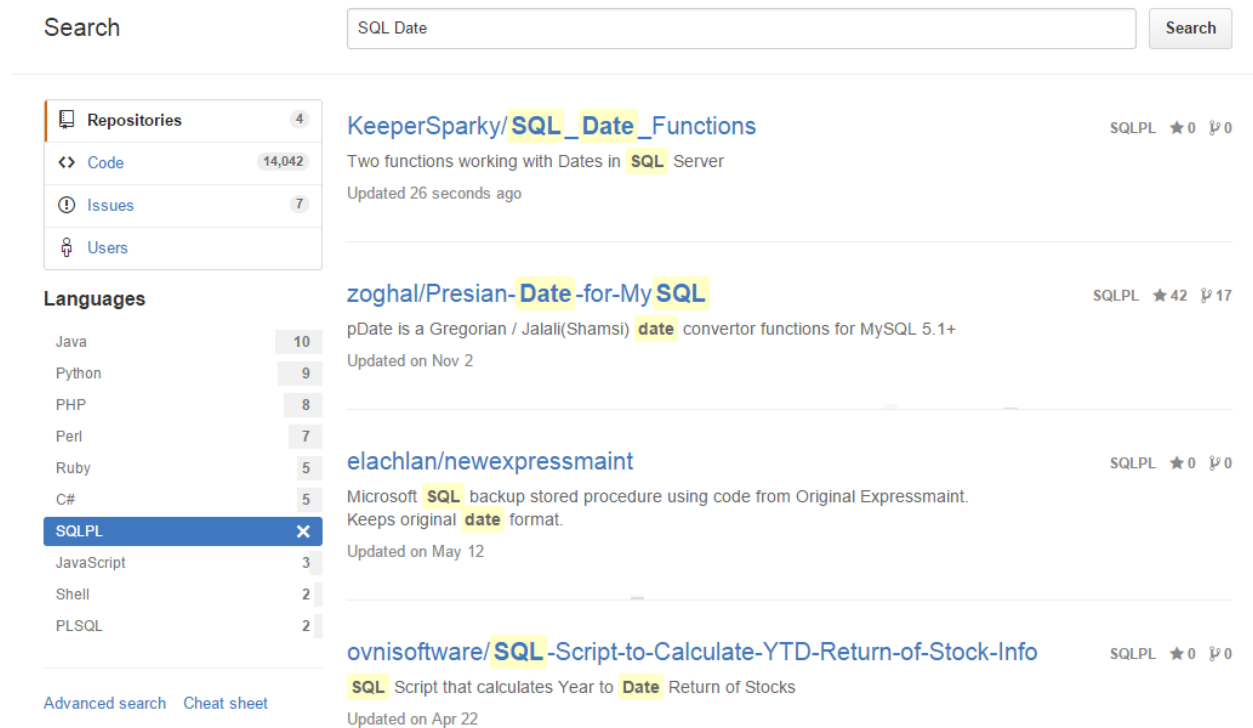 Search
SQL Date
Search
Repositories 4
Code 14,042
Issues 7
Users
Languages
Java 10
Python 9
PHP 8
Perl 7
Ruby 5
C# 5
SQLPL
JavaScript 3
Shell 2
PLSQL 2
Advanced search Cheat sheet
KeeperSparky/SQL_Date_Functions
SQLPL 0 0
Two functions working with Dates in SQL Server
Updated 26 seconds ago
zoghal/Presian-Date-for-MySQL
SQLPL 42 17
pDate is a Gregorian / Jalali(Shamsi) date convertor functions for MySQL 5.1+
Updated on Nov 2
elachlan/newexpressmaint
SQLPL 0 0
Microsoft SQL backup stored procedure using code from Original Expressmaint.
Keeps original date format.
Updated on May 12
ovnisoftware/SQL-Script-to-Calculate-YTD-Return-of-Stock-Info
SQLPL 0 0
SQL Script that calculates Year to Date Return of Stocks
Updated on Apr 22